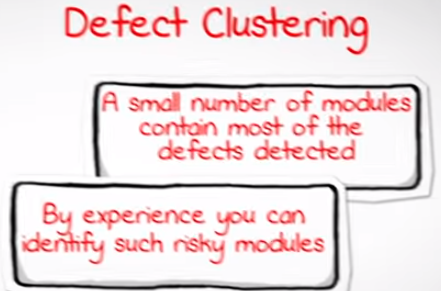 Defect Clustering
A small number of modules
contain most of the
defects detected
By experience you can
identify such risky modules